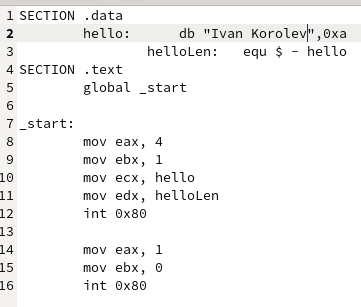 1 SECTION .data
2         hello:      db "Ivan Korolev",0xa
3                 helloLen:   equ $ - hello
4 SECTION .text
5         global _start
6
7 _start:
8         mov eax, 4
9         mov ebx, 1
10         mov ecx, hello
11         mov edx, helloLen
12         int 0x80
13
14         mov eax, 1
15         mov ebx, 0
16         int 0x80